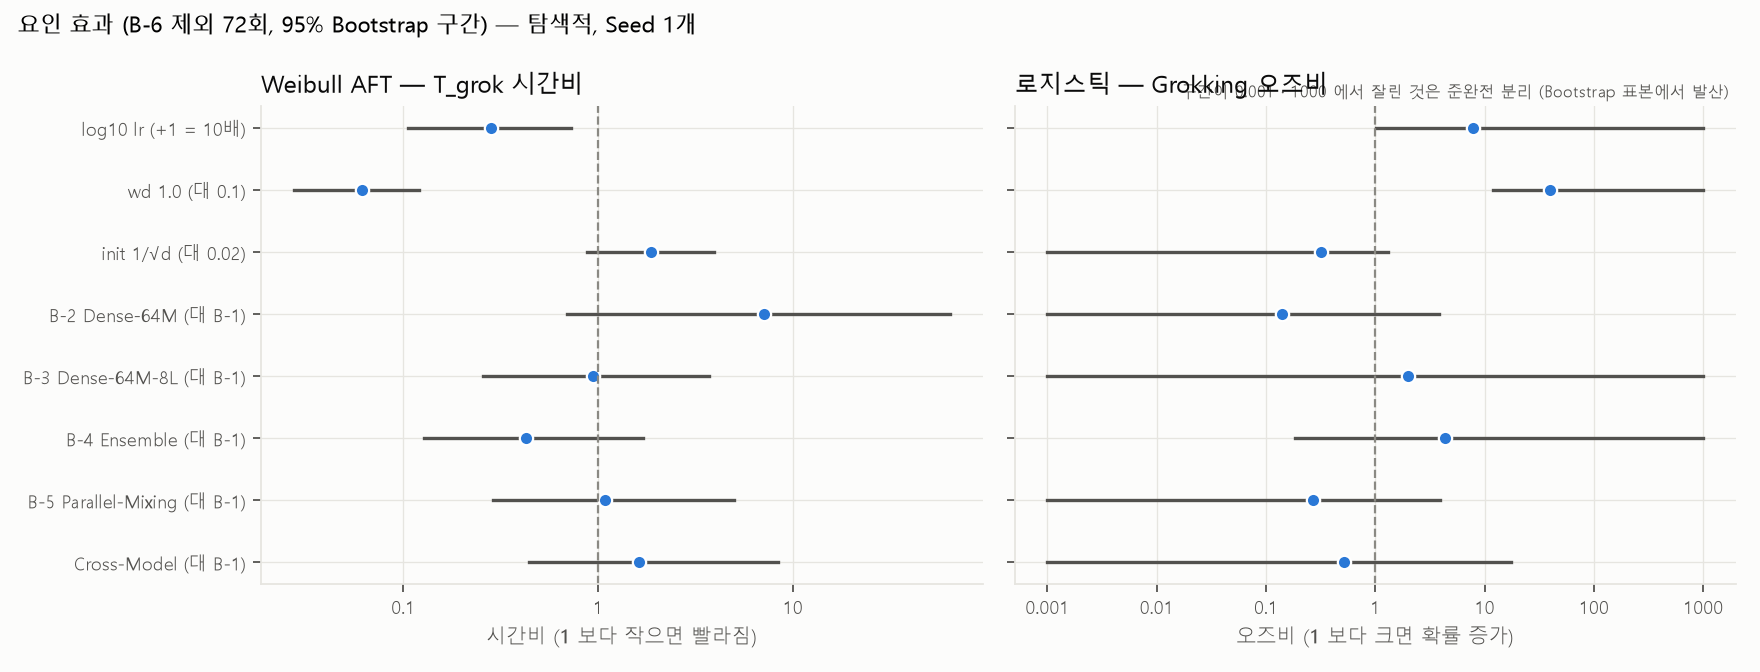 요인 효과 (B-6 제외 72회, 95% Bootstrap 구간) — 탐색적, Seed 1개
Weibull AFT — T_grok 시간비
로지스틱 — Grokking 오즈비
1000 에서 잘린 것은 준완전 분리 (Bootstrap 표본에서 발산)
log10 lr (+1 = 10배)
wd 1.0 (대 0.1)
init 1/√d (대 0.02)
B-2 Dense-64M (대 B-1)
B-3 Dense-64M-8L (대 B-1)
B-4 Ensemble (대 B-1)
B-5 Parallel-Mixing (대 B-1)
Cross-Model (대 B-1)
0.1 1 10
0.001 0.01 0.1 1 10 100 1000
시간비 (1 보다 작으면 빨라짐)
오즈비 (1 보다 크면 확률 증가)